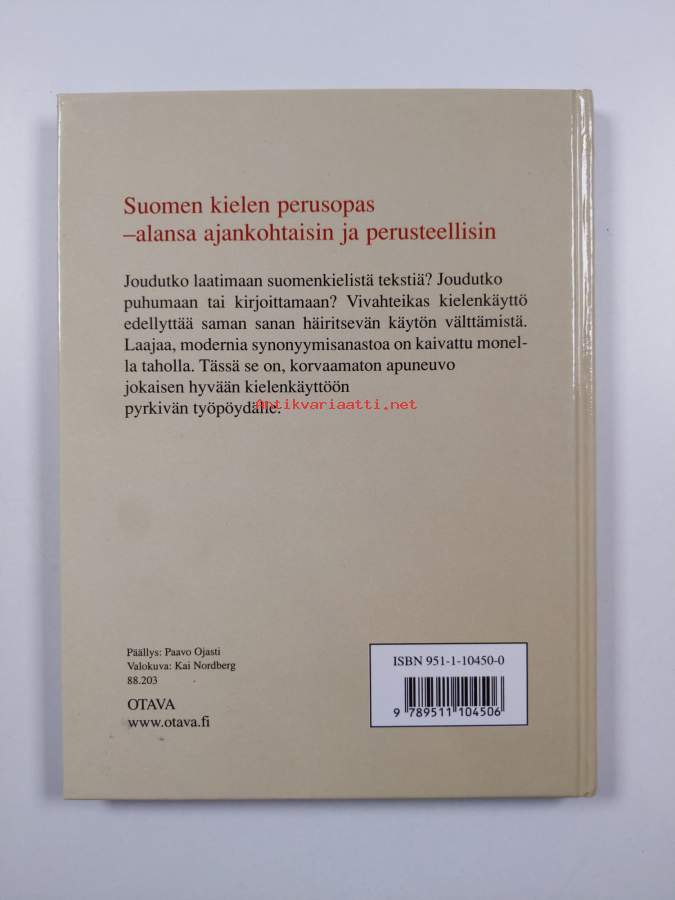 Suomen kielen perusopas
–alansa ajankohtaisin ja perusteellisin
Joudutko laatimaan suomenkielistä tekstiä? Joudutko
puhumaan tai kirjoittamaan? Vivahteikas kielenkäyttö
edellyttää saman sanan häiritsevän käytön välttämistä.
Laajaa, modernia synonyymisanastoa on kaivattu monel-
la taholla. Tässä se on, korvaamaton apuneuvo
jokaisen hyvään kielenkäyttöön
pyrkivän työpöydälle.
Antikvariaatti.net
Päällys: Paavo Ojasti
Valokuva: Kai Nordberg
88.203
OTAVA
www.otava.fi
ISBN 951-1-10450-0
9 789511 104506